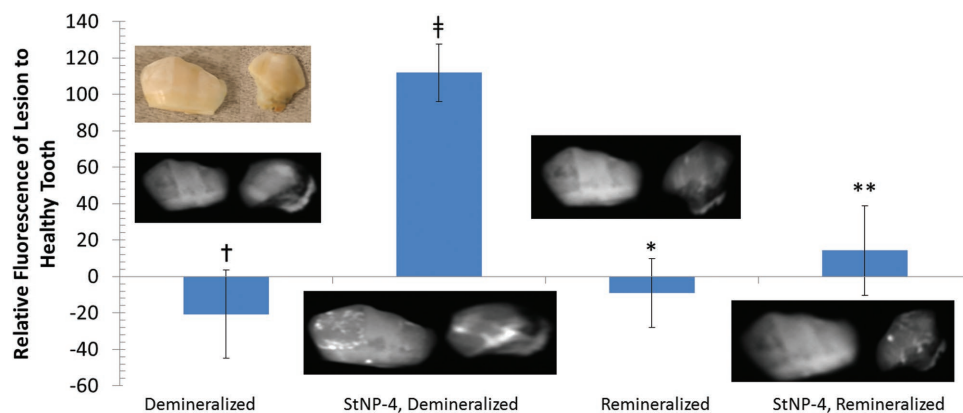 Relative Fluorescence of Lesion to
Healthy Tooth
140
120
100
80
60
40
20
0
-20
-40
-60
†
‡
*
**
Demineralized
StNP-4, Demineralized
Remineralized
StNP-4, Remineralized